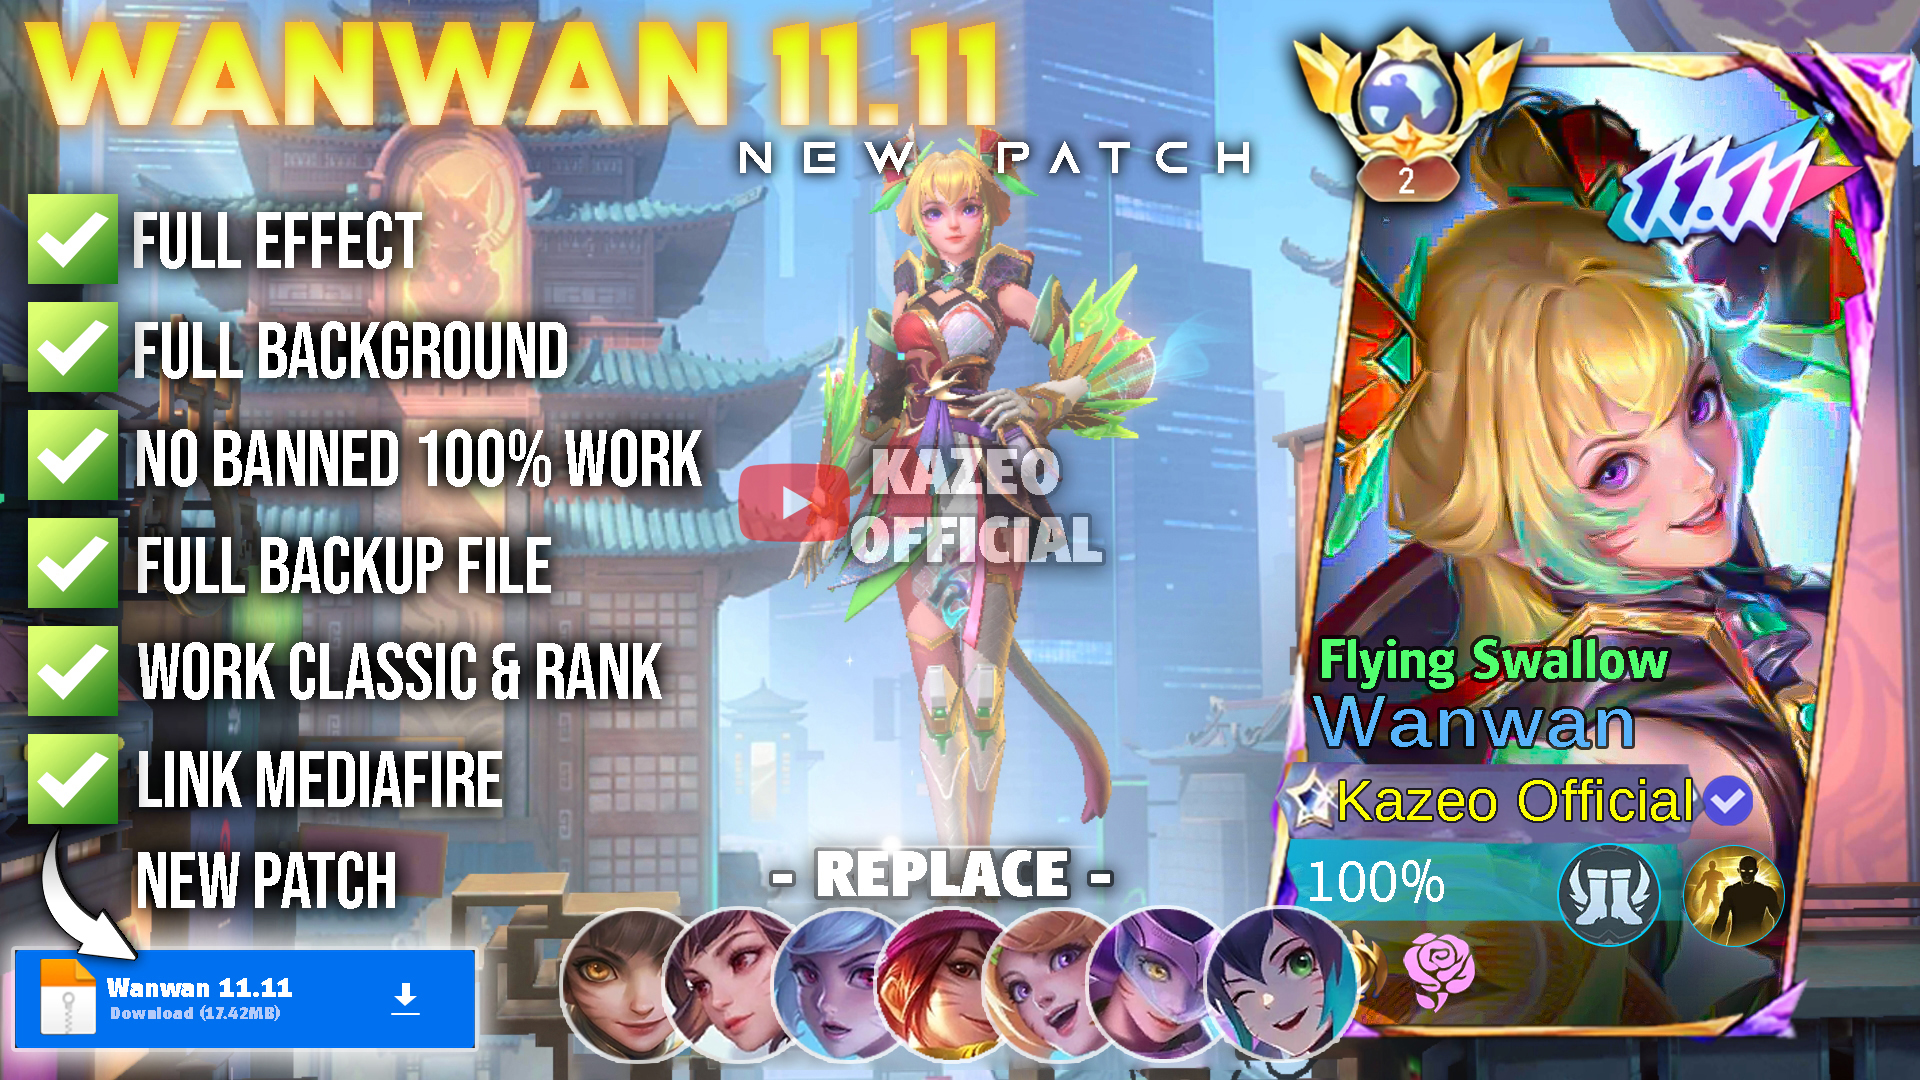 WANWAN 11.11
NEW PATCH
FULL EFFECT
FULL BACKGROUND
NO BANNED 100% WORK
FULL BACKUP FILE
WORK CLASSIC & RANK
LINK MEDIAFIRE
NEW PATCH
Wanwan 11.11
Download (17.42MB)
KAZEO
OFFICIAL
- REPLACE -
2
11.11
Flying Swallow
Wanwan
Kazeo Official
100%